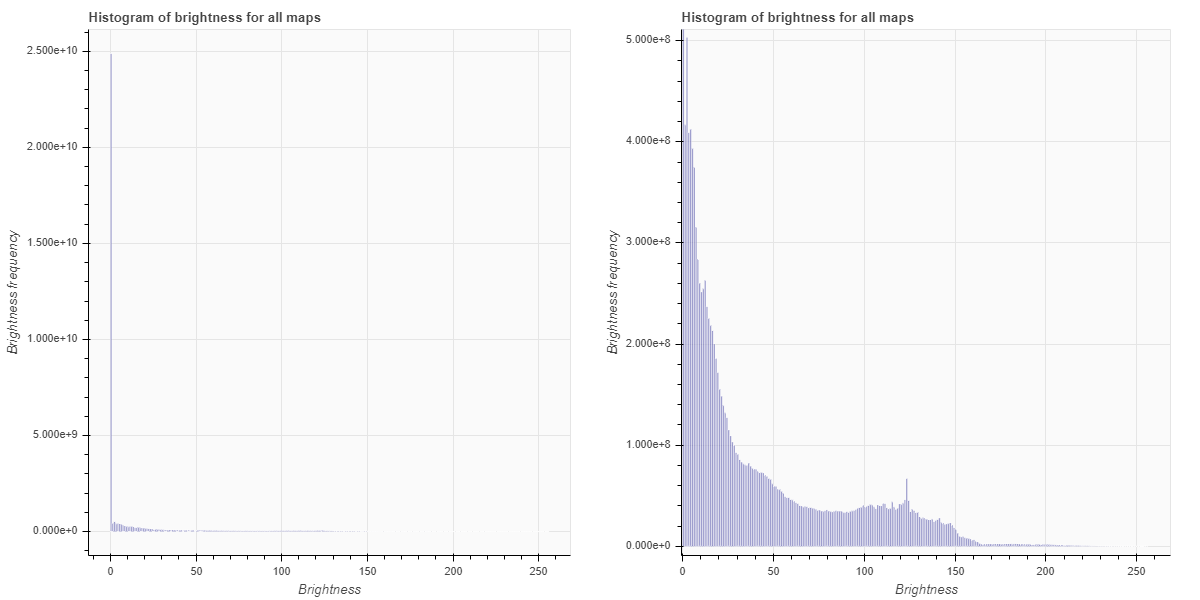 Histogram of brightness for all maps
2.500e+10
2.000e+10
1.500e+10
1.000e+10
5.000e+9
0.000e+0
Brightness frequency
0 50 100 150 200 250
Brightness
Histogram of brightness for all maps
5.000e+8
4.000e+8
3.000e+8
2.000e+8
1.000e+8
0.000e+0
Brightness frequency
0 50 100 150 200 250
Brightness